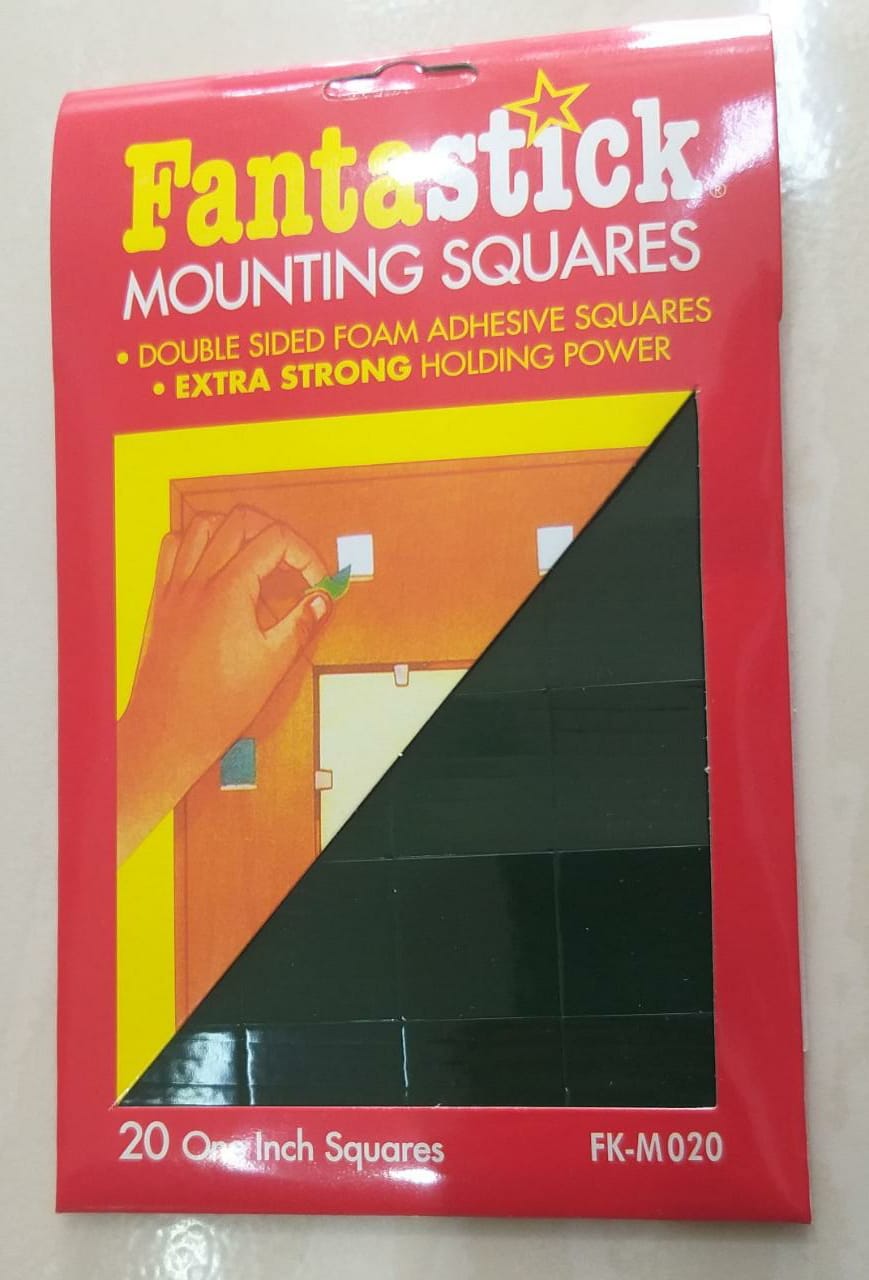 Fantastick®
MOUNTING SQUARES
• DOUBLE SIDED FOAM ADHESIVE SQUARES
• EXTRA STRONG HOLDING POWER
20 One Inch Squares
FK-M020